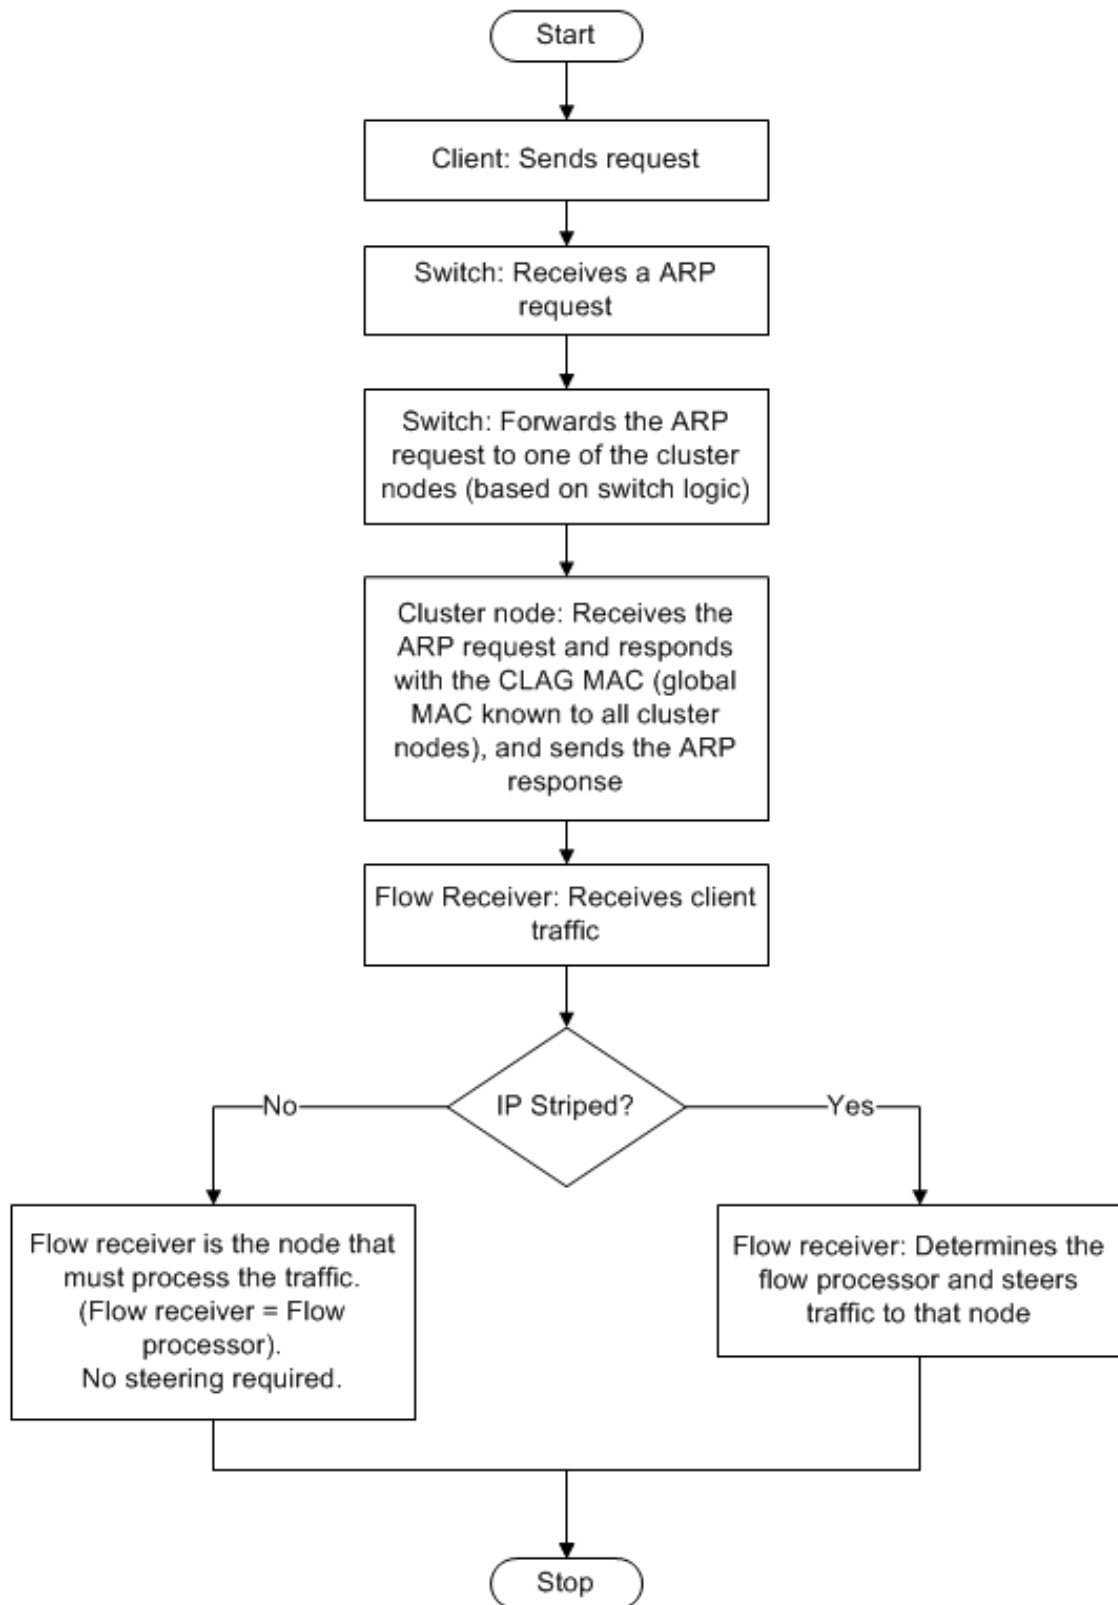 Start
Client: Sends request
Switch: Receives a ARP
request
Switch: Forwards the ARP
request to one of the cluster
nodes (based on switch logic)
Cluster node: Receives the
ARP request and responds
with the CLAG MAC (global
MAC known to all cluster
nodes), and sends the ARP
response
Flow Receiver: Receives client
traffic
IP Striped?
No
Yes
Flow receiver is the node that
must process the traffic.
(Flow receiver = Flow
processor).
No steering required.
Flow receiver: Determines the
flow processor and steers
traffic to that node
Stop